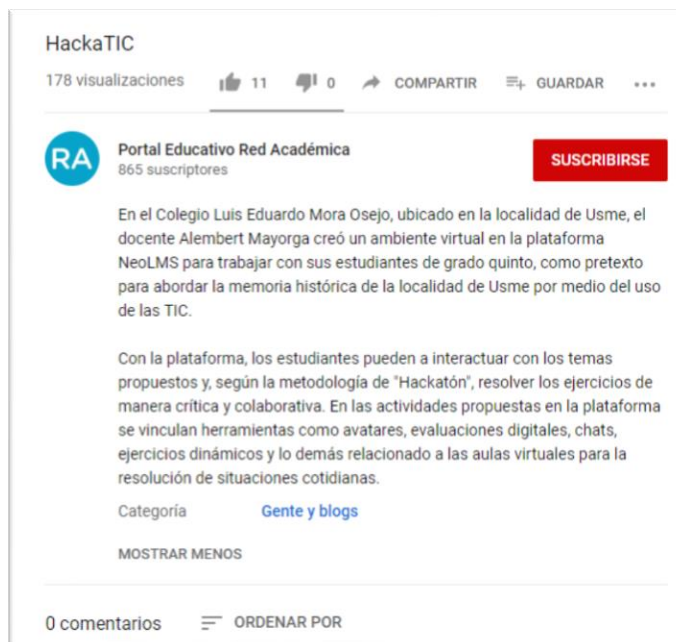 HackaTIC
178 visualizaciones 11 0 COMPARTIR GUARDAR ...
RA
Portal Educativo Red Académica
865 suscriptores
SUSCRIBIRSE
En el Colegio Luis Eduardo Mora Osejo, ubicado en la localidad de Usme, el
docente Alembert Mayorga creó un ambiente virtual en la plataforma
NeoLMS para trabajar con sus estudiantes de grado quinto, como pretexto
para abordar la memoria histórica de la localidad de Usme por medio del uso
de las TIC.
Con la plataforma, los estudiantes pueden a interactuar con los temas
propuestos y, según la metodología de "Hackatón", resolver los ejercicios de
manera crítica y colaborativa. En las actividades propuestas en la plataforma
se vinculan herramientas como avatares, evaluaciones digitales, chats,
ejercicios dinámicos y lo demás relacionado a las aulas virtuales para la
resolución de situaciones cotidianas.
Categoría Gente y blogs
MOSTRAR MENOS
0 comentarios ORDENAR POR